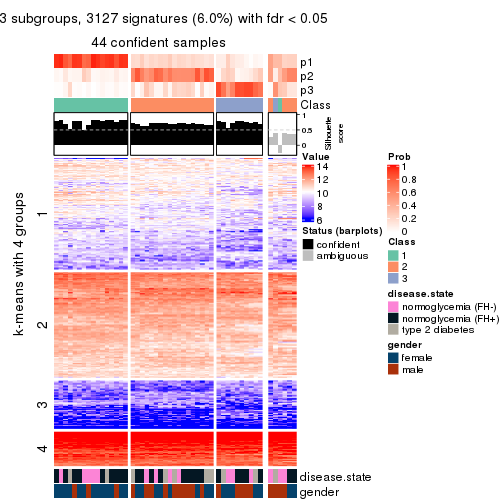 3 subgroups, 3127 signatures (6.0%) with fdr < 0.05
44 confident samples
p1
p2
p3
Class
1
0.5
0
Silhouette
score
k-means with 4 groups
1
2
3
4
disease.state
gender
Value
14
12
10
8
6
Status (barplots)
confident
ambiguous
Prob
1
0.8
0.6
0.4
0.2
0
Class
1
2
3
disease.state
normoglycemia (FH-)
normoglycemia (FH+)
type 2 diabetes
gender
female
male